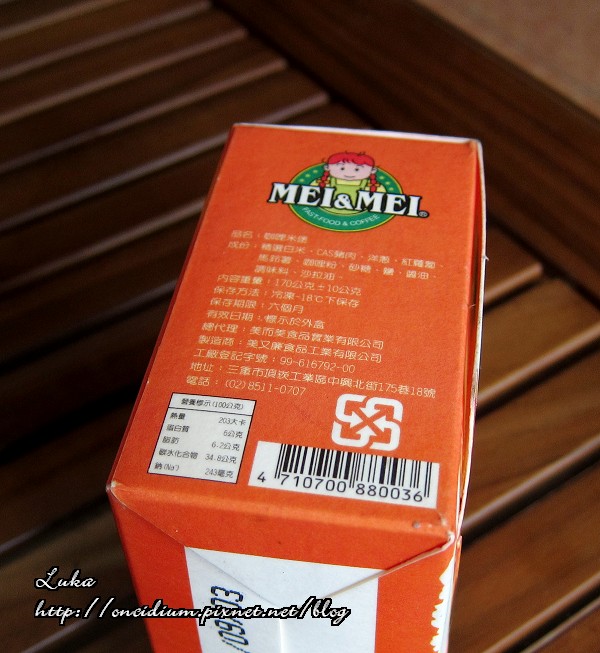 MEI&MEI®
FAST-FOOD & COFFEE
品名：咖哩米堡
成份：精選白米、CAS豬肉、洋蔥、紅蘿蔔、
馬鈴薯、咖哩粉、砂糖、鹽、醬油、
調味料、沙拉油。
內容重量：170公克±10公克
保存方法：冷凍-18℃下保存
保存期限：六個月
有效日期：標示於外盒
總代理：美而美食品實業有限公司
製造商：美又廉食品工業有限公司
工廠登記字號：99-616792-00
地址：三重市頂崁工業區中興北街175巷18號
電話：(02)8511-0707
營養標示(100公克)
熱量 203大卡
蛋白質 6公克
脂肪 6.2公克
碳水化合物 34.8公克
鈉(Na⁺) 243毫克
4 710700 880036
Luka
http://oncidium.pixnet.net/blog